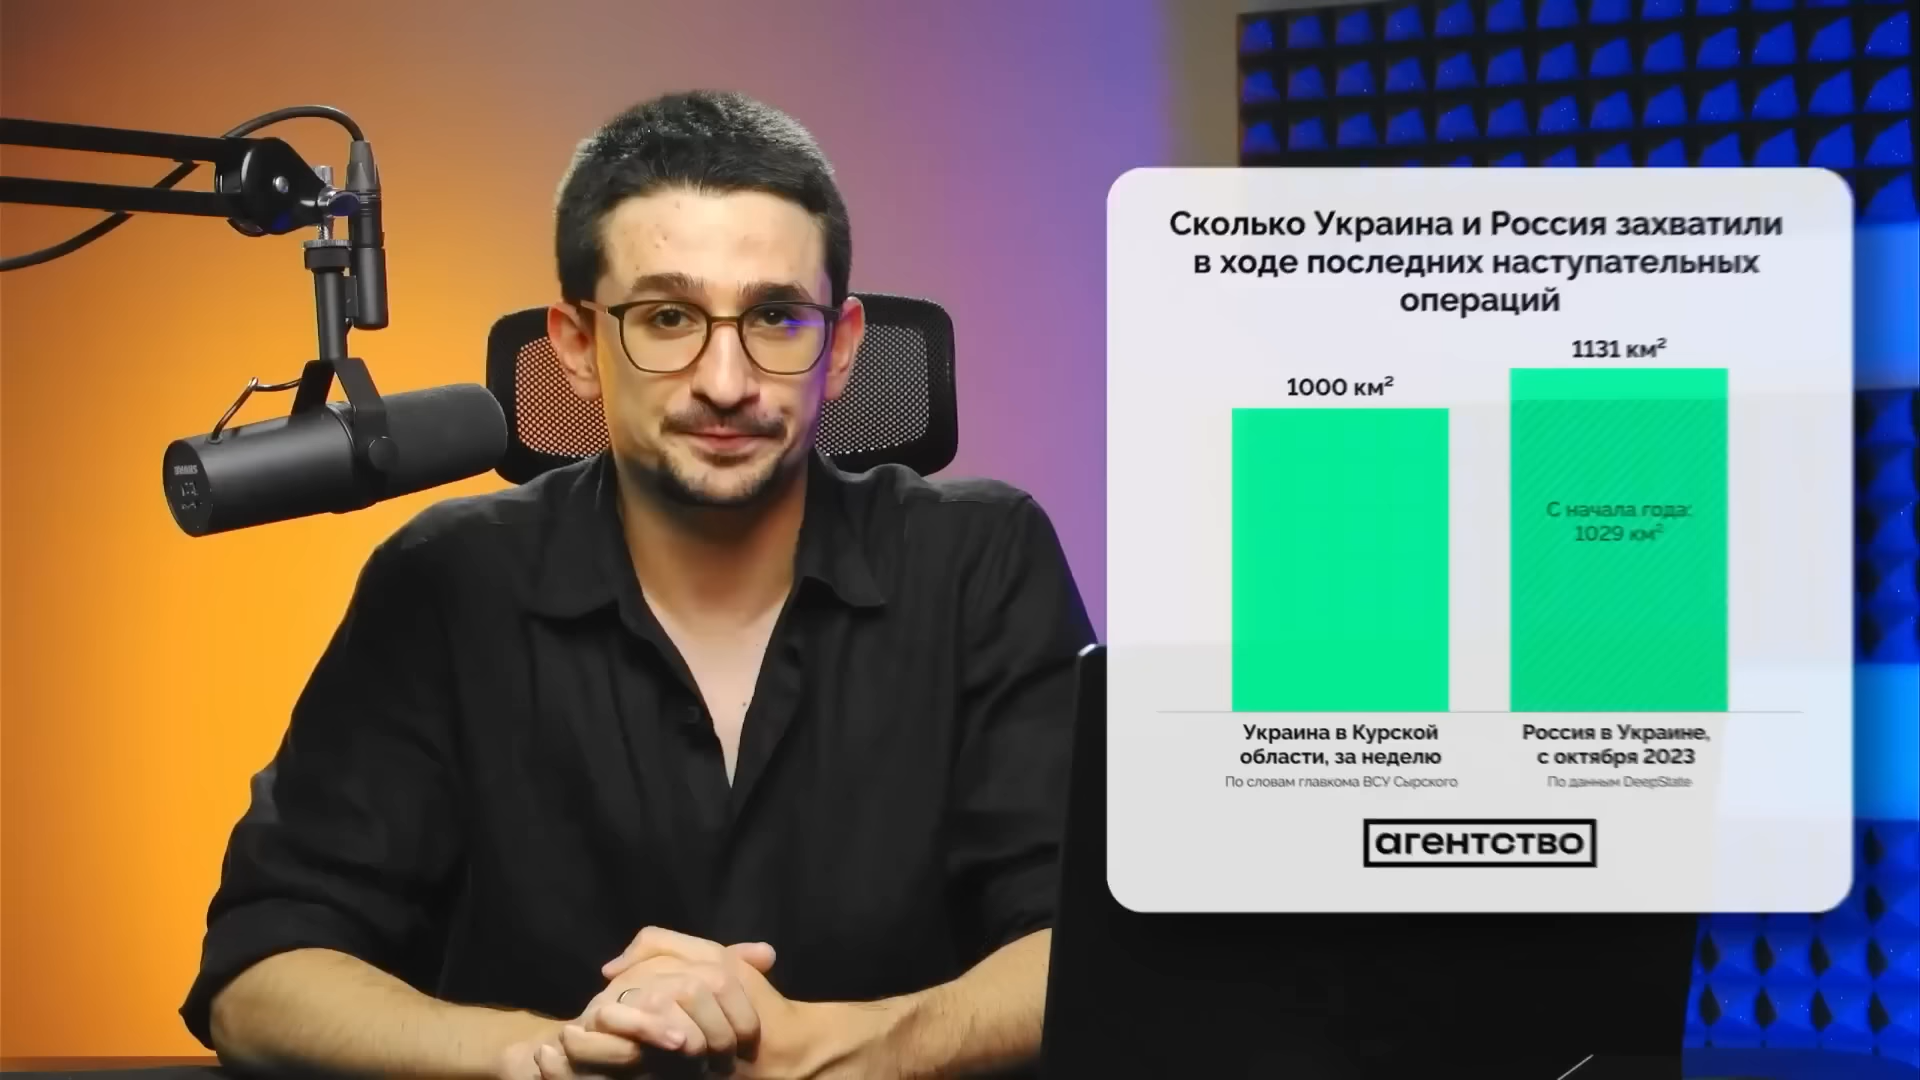 Сколько Украина и Россия захватили
в ходе последних наступательных
операций
1000 км²
1131 км²
С начала года:
1029 км²
Украина в Курской
области, за неделю
По словам главкома ВСУ Сырского
Россия в Украине,
с октября 2023
По данным DeepState
агентство